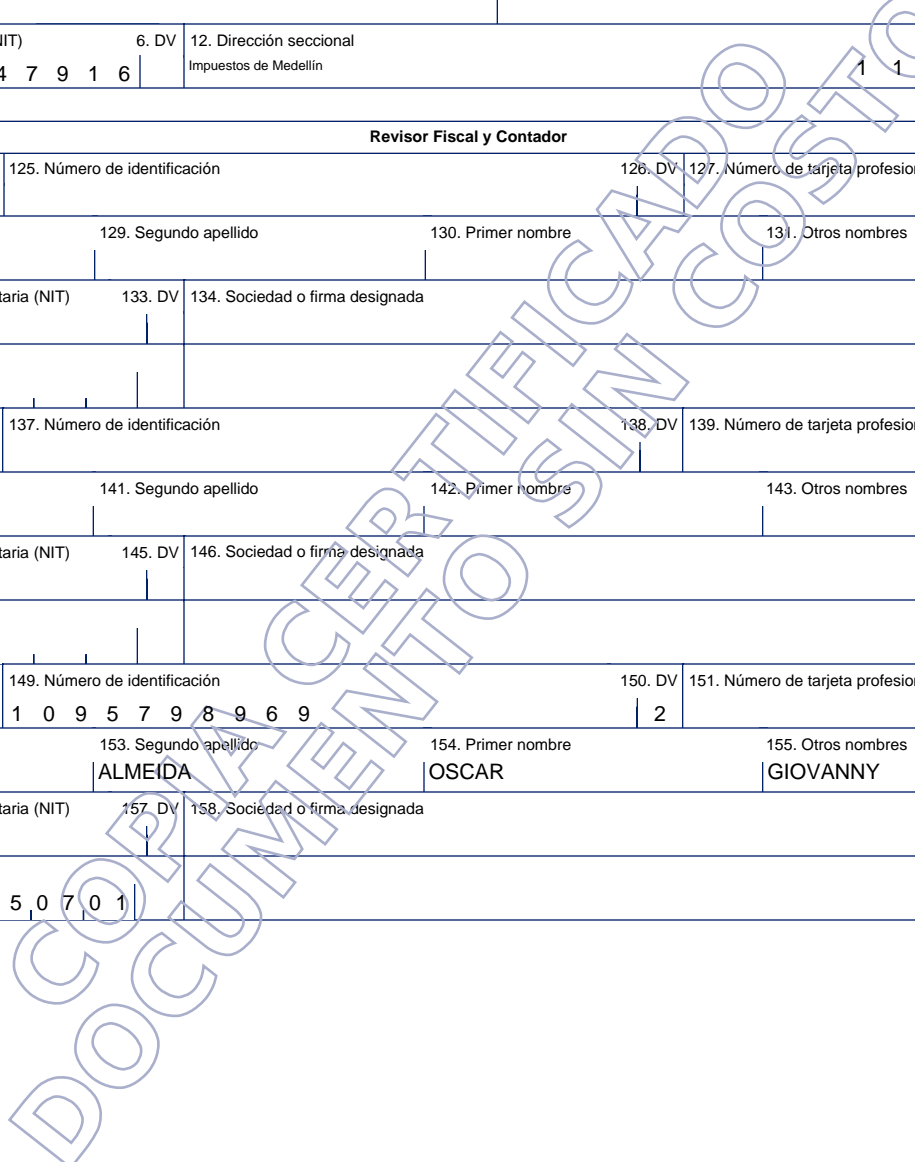 NIT) 6. DV 12. Dirección seccional
4 7 9 1 6 Impuestos de Medellín 1 1
Revisor Fiscal y Contador
125. Número de identificación 126. DV 127. Número de tarjeta profesion
129. Segundo apellido 130. Primer nombre 131. Otros nombres
taria (NIT) 133. DV 134. Sociedad o firma designada
137. Número de identificación 138. DV 139. Número de tarjeta profesion
141. Segundo apellido 142. Primer nombre 143. Otros nombres
taria (NIT) 145. DV 146. Sociedad o firma designada
149. Número de identificación 150. DV 151. Número de tarjeta profesion
1 0 9 5 7 9 8 9 6 9 2
153. Segundo apellido 154. Primer nombre 155. Otros nombres
ALMEIDA OSCAR GIOVANNY
taria (NIT) 157. DV 158. Sociedad o firma designada
5 0 7 0 1
COPIA CERTIFICADO
DOCUMENTO SIN COSTO